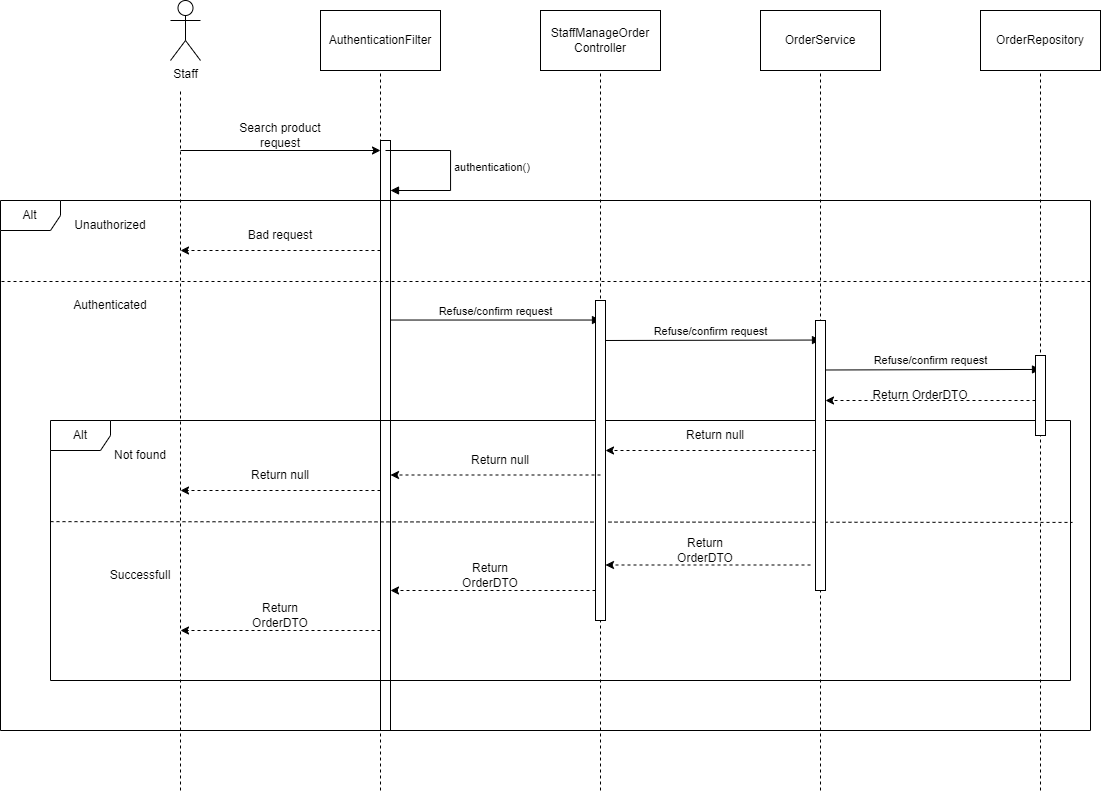 Staff
AuthenticationFilter
StaffManageOrder
Controller
OrderService
OrderRepository
Search product
request
authentication()
Alt
Unauthorized
Bad request
Authenticated
Refuse/confirm request
Refuse/confirm request
Refuse/confirm request
Return OrderDTO
Alt
Not found
Return null
Return null
Return null
Return
OrderDTO
Successfull
Return
OrderDTO
Return
OrderDTO